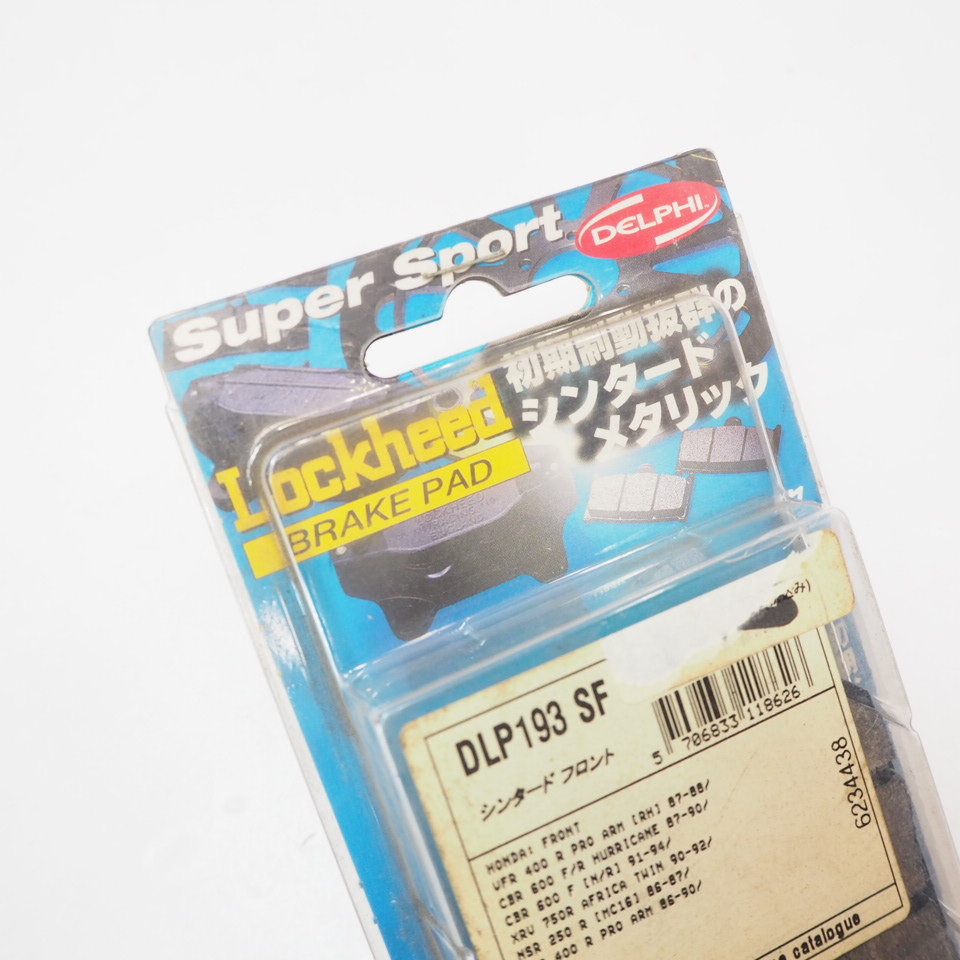 Super Sport
DELPHI
初期制動抜群の
シンタード
メタリック
Lockheed
BRAKE PAD
DLP193 SF
シンタード フロント
5 706833 118626
6234438
HONDA: FRONT
VFR 400 R PRO ARM [RH] 87-88/
CBR 600 F/R HURRICANE 87-90/
CBR 600 F [M/R] 91-94/
XRV 750R AFRICA TWIN 90-92/
NSR 250 R [MC16] 86-87/
400 R PRO ARM 86-90/
catalogue